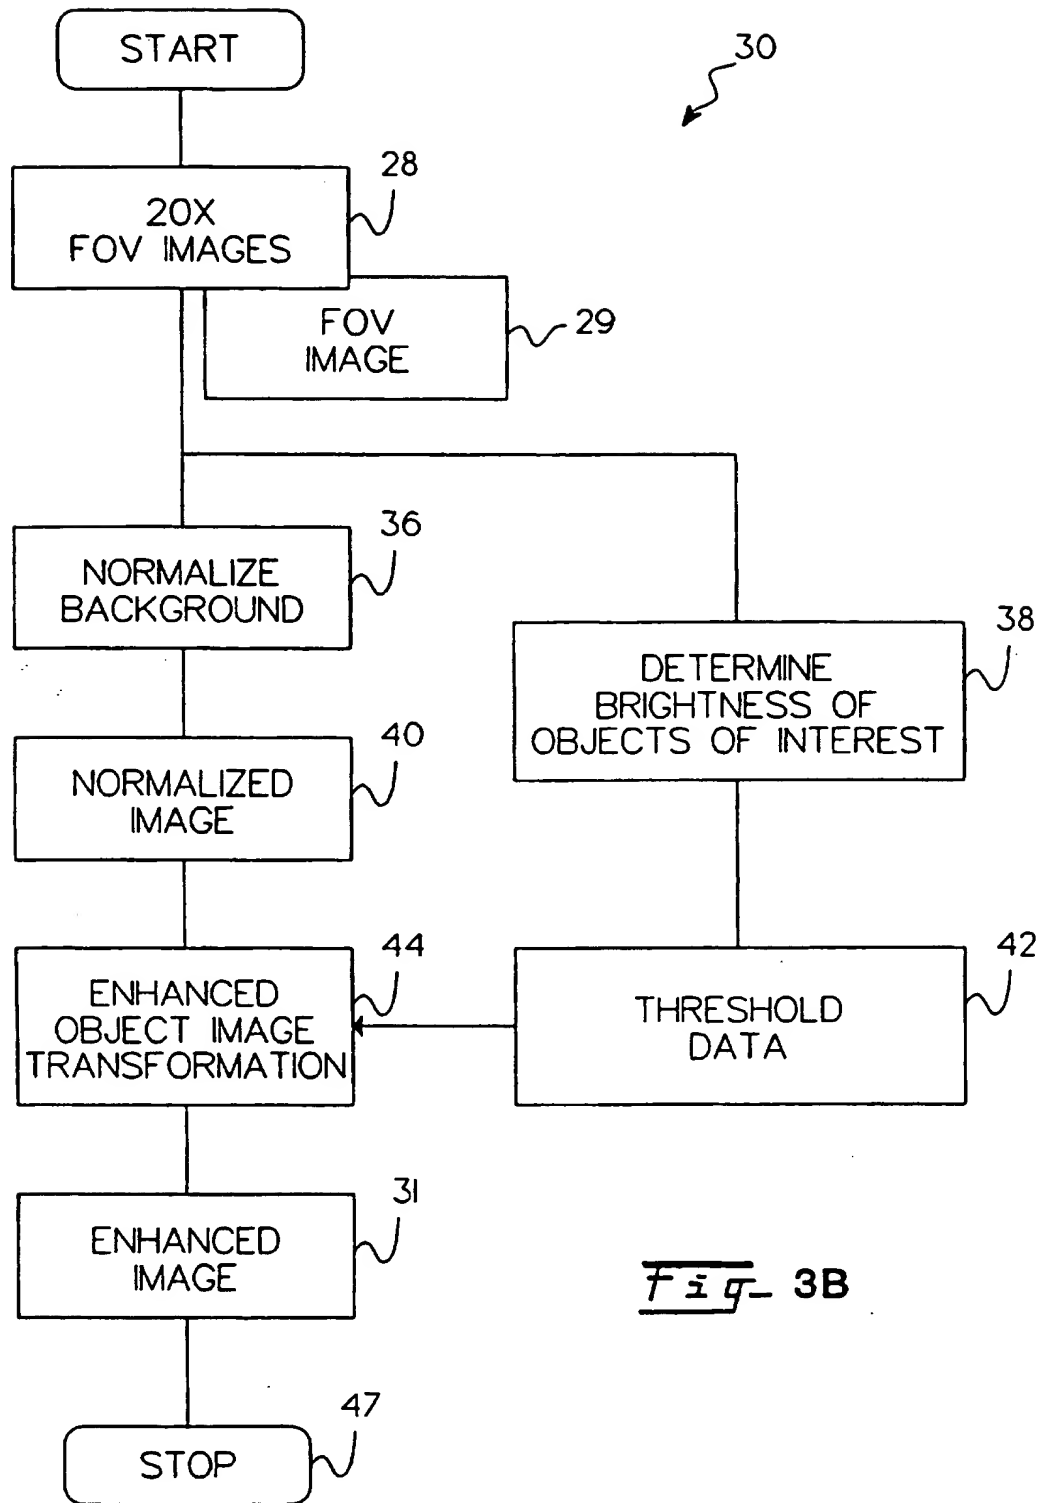 START
30
28
20X
FOV IMAGES
FOV
IMAGE
29
36
NORMALIZE
BACKGROUND
38
DETERMINE
BRIGHTNESS OF
OBJECTS OF INTEREST
40
NORMALIZED
IMAGE
44
ENHANCED
OBJECT IMAGE
TRANSFORMATION
42
THRESHOLD
DATA
31
ENHANCED
IMAGE
Fig 3B
47
STOP